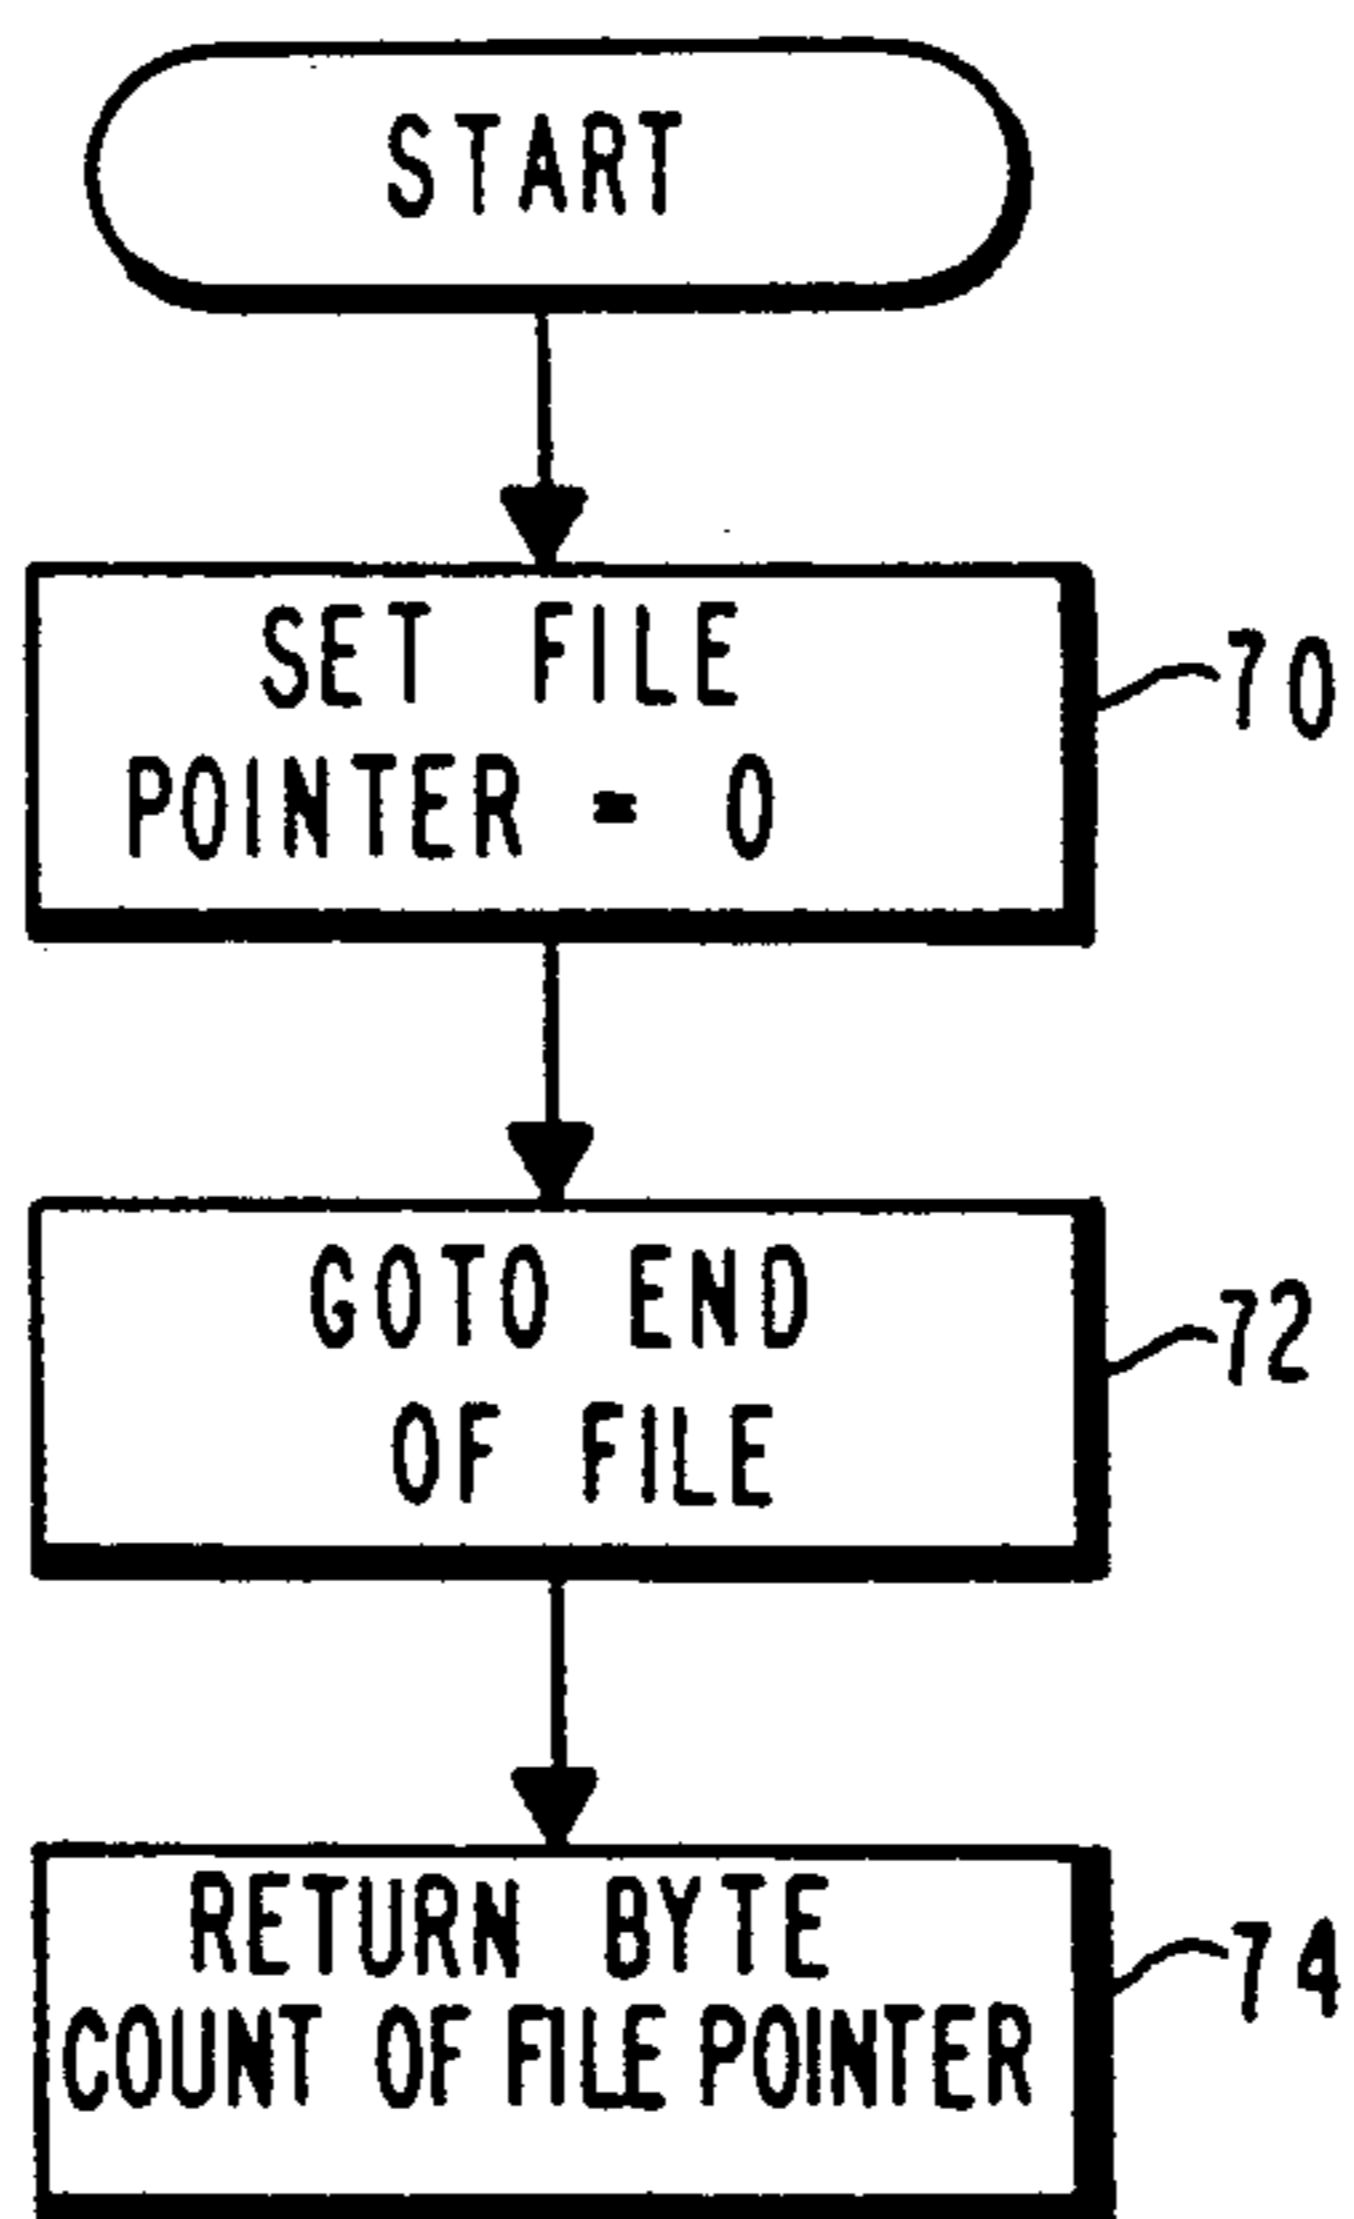 START
SET FILE
POINTER = 0
70
GOTO END
OF FILE
72
RETURN BYTE
COUNT OF FILE POINTER
74